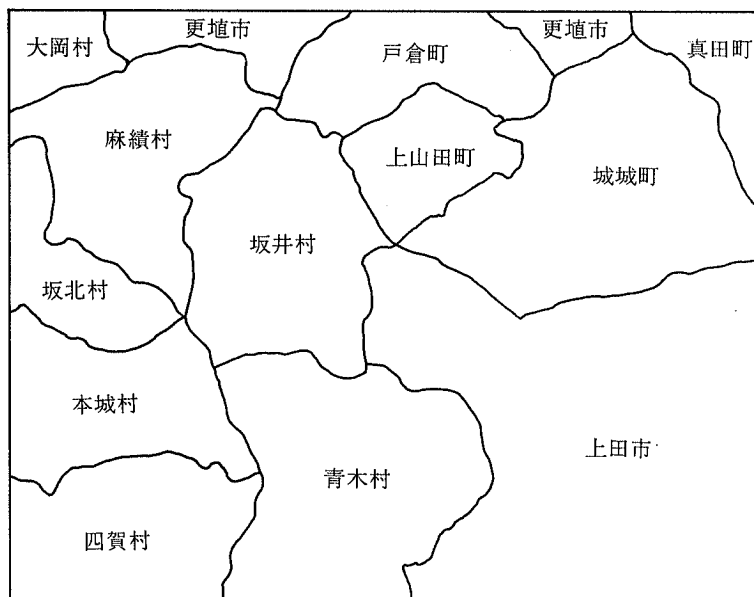 大岡村
更埴市
戸倉町
更埴市
真田町
麻績村
上山田町
城城町
坂井村
坂北村
本城村
上田市
青木村
四賀村